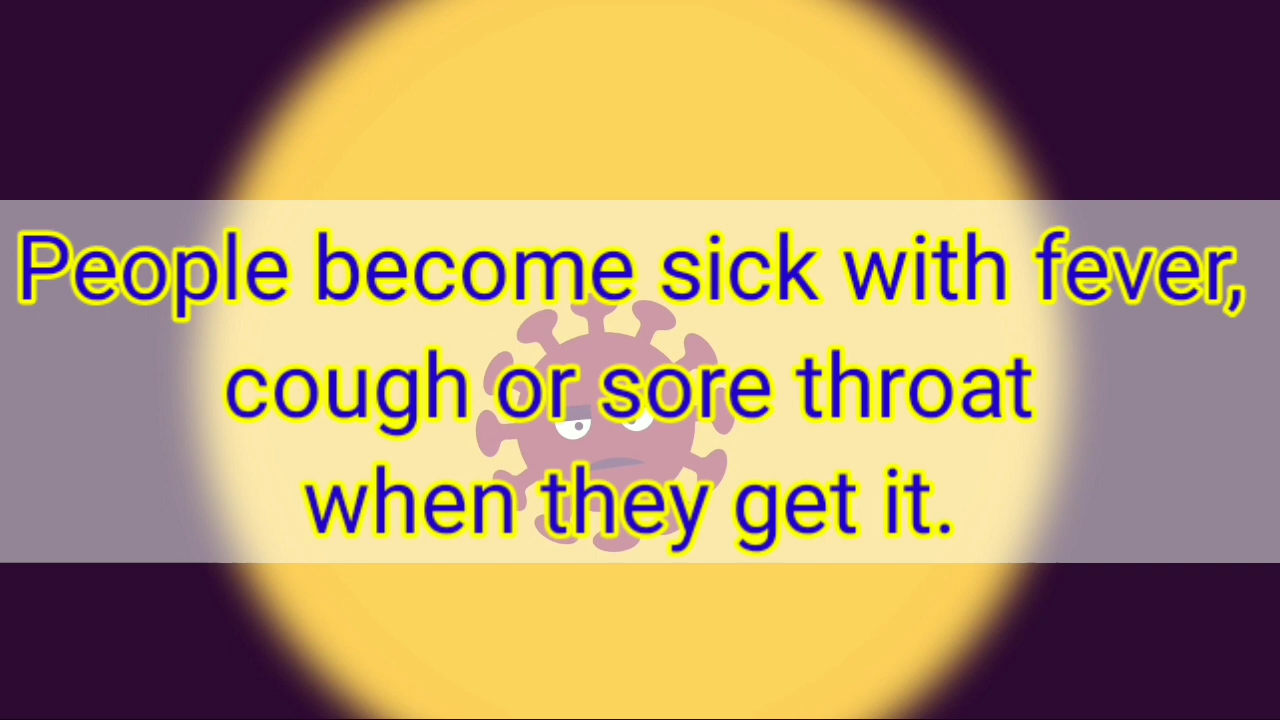 People become sick with fever,
cough or sore throat
when they get it.